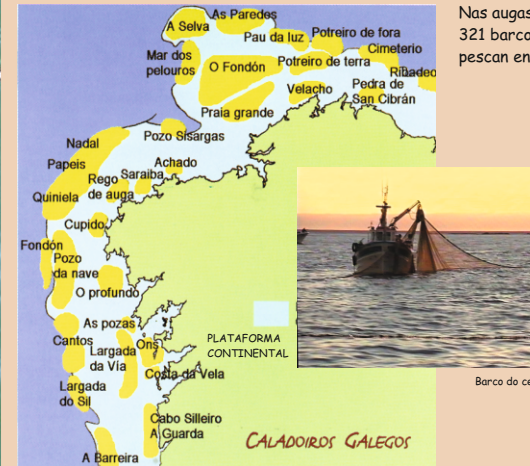 As Paredes
A Selva
Pau da luz
Potreiro de fora
Cimeterio
Mar dos
pelouros
O Fondón
Potreiro de terra
Ribadeo
Velacho
Pedra de
San Cibrán
Praia grande
Pozo Sisargas
Nadal
Papeis
Achado
Rego
de auga
Saraiba
Quiniela
Cupido
Fondón
Pozo
da nave
O profundo
As pozas
Cantos
Largada
da Vía
Ons
Costa da Vela
Largada
do Sil
Cabo Silleiro
A Guarda
A Barreira
PLATAFORMA
CONTINENTAL
CALADOIROS GALEGOS
Nas augas
321 barco
pescan en
Barco do ce